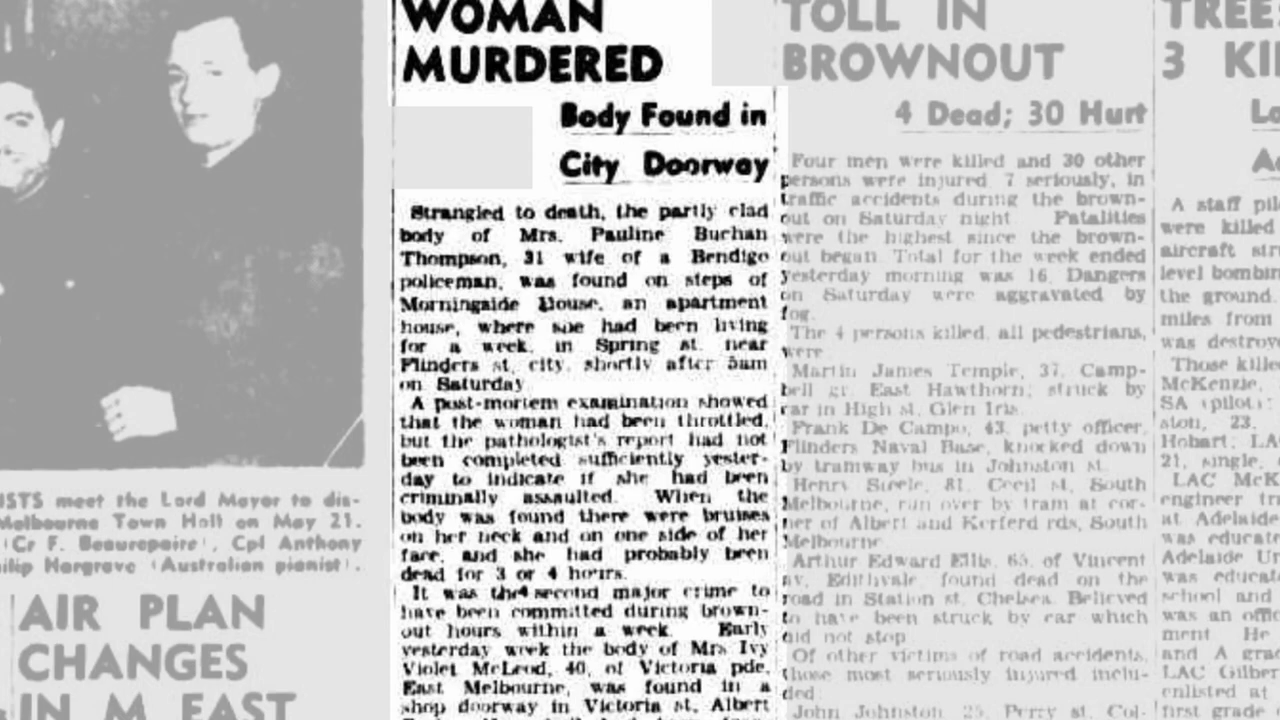 WOMAN
MURDERED
Body Found in
City Doorway
Strangled to death, the partly clad
body of Mrs. Pauline Buchan
Thompson, 31 wife of a Bendigo
policeman, was found on steps of
Morningside House, an apartment
house, where she had been living
for a week, in Spring st, near
Flinders st, city, shortly after 5am
on Saturday
A post-mortem examination showed
that the woman had been throttled,
but the pathologist's report had not
been completed sufficiently yester-
day to indicate if she had been
criminally assaulted. When the
body was found there were bruises
on her neck and on one side of her
face, and she had probably been
dead for 3 or 4 hours.
It was the second major crime to
have been committed during brown-
out hours within a week. Early
yesterday week the body of Mrs Ivy
Violet McLeod, 40, of Victoria pde,
East Melbourne, was found in a
shop doorway in Victoria st, Albert
TOLL IN
BROWNOUT
4 Dead; 30 Hurt
Four men were killed and 30 other
persons were injured, 7 seriously, in
traffic accidents during the brown-
out on Saturday night Fatalities
were the highest since the brown-
out began. Total for the week ended
yesterday morning was 16. Dangers
on Saturday were aggravated by
fog.
The 4 persons killed, all pedestrians,
were
Martin James Temple, 37, Camp-
bell gr, East Hawthorn; struck by
car in High st, Glen Iris.
Frank De Campo, 43, petty officer,
Flinders Naval Base, knocked down
by tramway bus in Johnston st.
Henry Steele, 81, Cecil st, South
Melbourne, run over by tram at cor-
ner of Albert and Kerferd rds, South
Melbourne.
Arthur Edward Ellis, 65, of Vincent
av, Edithvale, found dead on the
road in Station st, Chelsea. Believed
to have been struck by car which
did not stop
Of other victims of road accidents,
those most seriously injured inclu-
ded
John Johnston 25, Percy st, Col-
3 KI
A staff pil
were killed
aircraft str
level bombin
the ground.
miles from
was destroye
Those kille
McKenzie,
SA (pilot);
21, single,
LAC McK
engineer tr
at Adelaide
was educate
Adelaide Un
was educat
school and
was an offi
ment He
and A grad
LAC Gilber
enlisted at
first grade
ISTS meet the Lord Mayor to dis-
Melbourne Town Hall on May 21.
(Cr F. Beaurepaire), Cpl Anthony
ilip Hargrave (Australian pianist).
AIR PLAN
CHANGES
IN M EAST